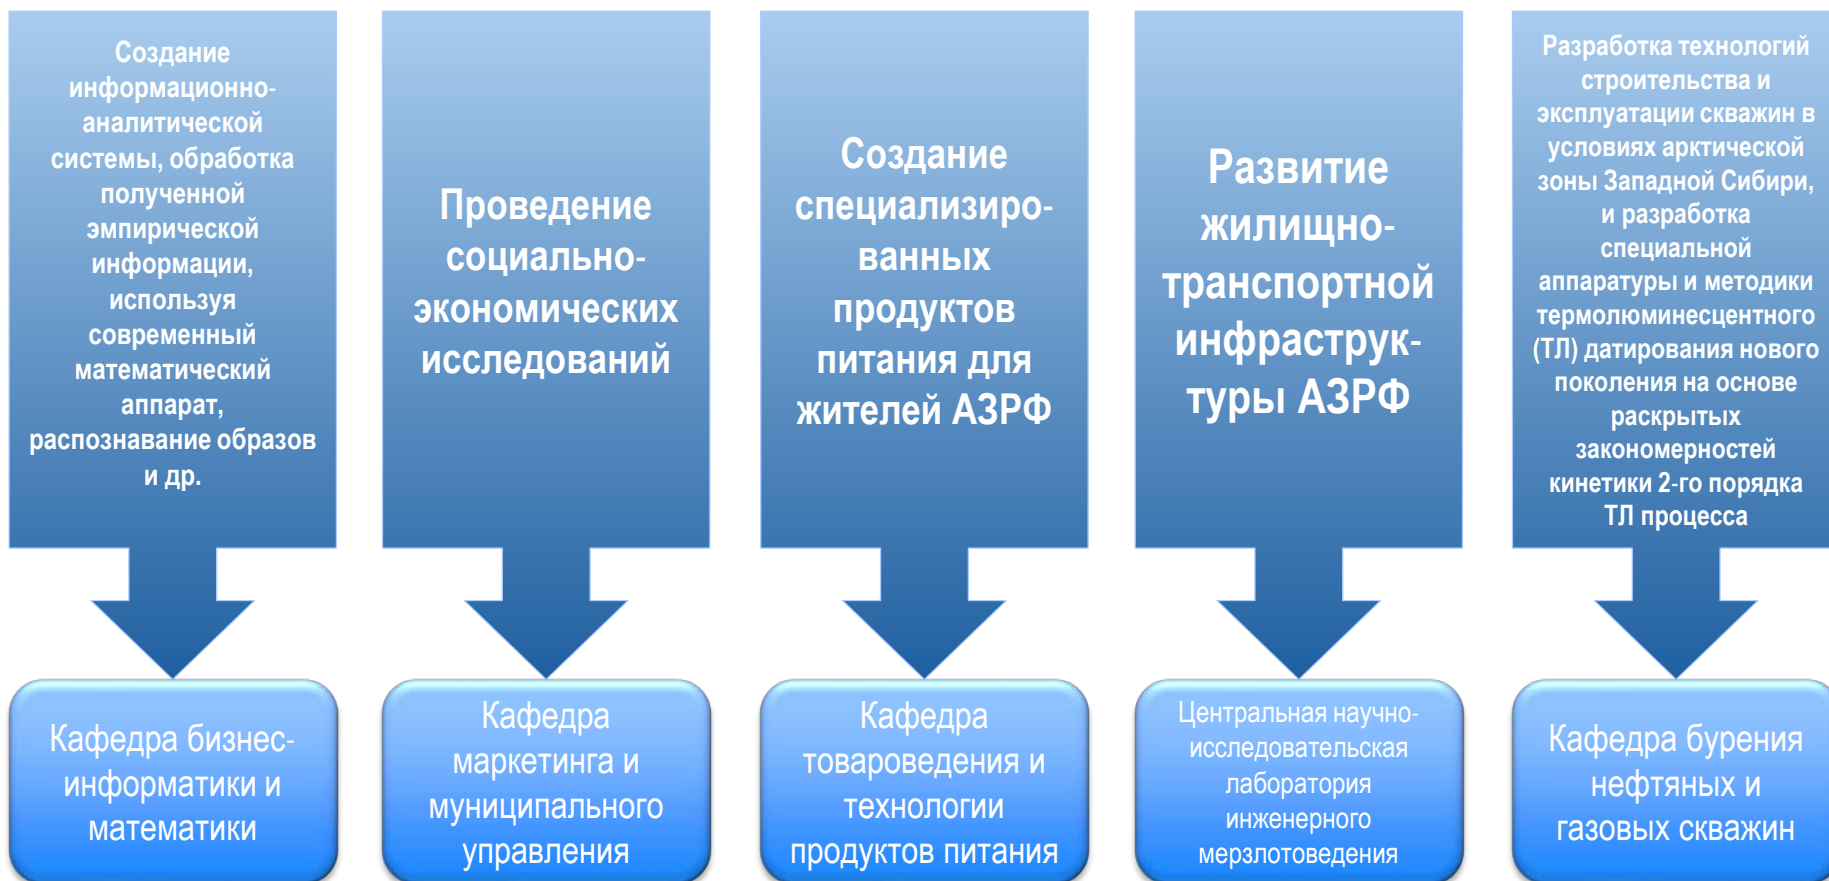 Создание
информационно-
аналитической
системы, обработка
полученной
эмпирической
информации,
используя
современный
математический
аппарат,
распознавание образов
и др.
Кафедра бизнес-
информатики и
математики
Проведение
социально-
экономических
исследований
Кафедра
маркетинга и
муниципального
управления
Создание
специализиро-
ванных
продуктов
питания для
жителей АЗРФ
Кафедра
товароведения и
технологии
продуктов питания
Развитие
жилищно-
транспортной
инфраструк-
туры АЗРФ
Центральная научно-
исследовательская
лаборатория
инженерного
мерзлотоведения
Разработка технологий
строительства и
эксплуатации скважин в
условиях арктической
зоны Западной Сибири,
и разработка
специальной
аппаратуры и методики
термолюминесцентного
(ТЛ) датирования нового
поколения на основе
раскрытых
закономерностей
кинетики 2-го порядка
ТЛ процесса
Кафедра бурения
нефтяных и
газовых скважин